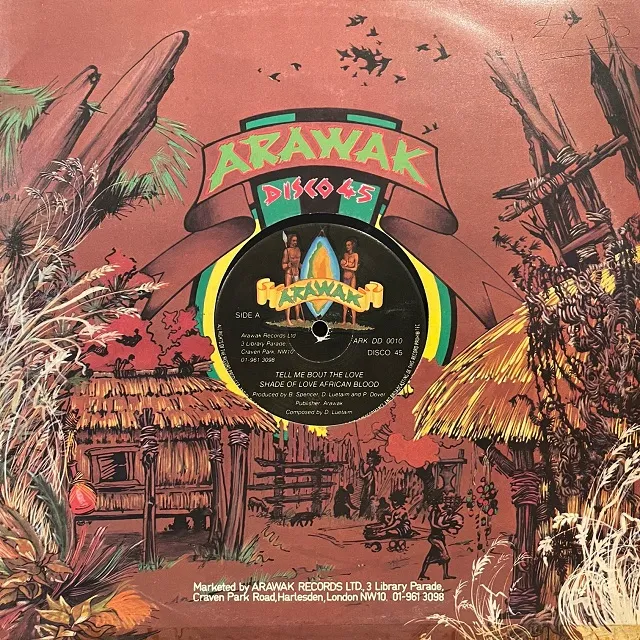 ARAWAK
DISCO 45
ARAWAK
SIDE A
Arawak Records Ltd
3 Library Parade
Craven Park, NW10
01-961 3098
ARK DD 0010
DISCO 45
TELL ME BOUT THE LOVE
SHADE OF LOVE AFRICAN BLOOD
Produced by B. Spencer, D. Luetaim and P. Dover
Publisher: Arawak
Composed by D. Luetaim
Marketed by ARAWAK RECORDS LTD, 3 Library Parade,
Craven Park Road, Harlesden, London NW10. 01-961 3098